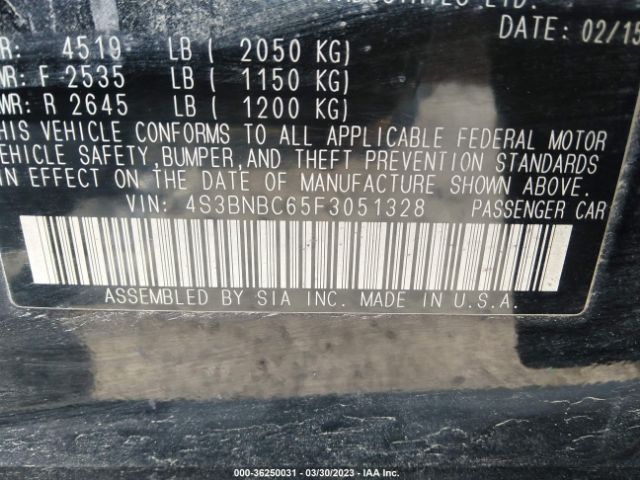 LTD.
DATE: 02/15
R: 4519 LB ( 2050 KG)
WR: F 2535 LB ( 1150 KG)
WR: R 2645 LB ( 1200 KG)
HIS VEHICLE CONFORMS TO ALL APPLICABLE FEDERAL MOTOR
EHICLE SAFETY, BUMPER, AND THEFT PREVENTION STANDARDS
IN EFFECT ON THE DATE OF MANUFACTURE SHOWN ABOVE.
VIN: 4S3BNBC65F3051328 PASSENGER CAR
ASSEMBLED BY SIA INC. MADE IN U.S.A.
000-36250031 — 03/30/2023 — IAA Inc.